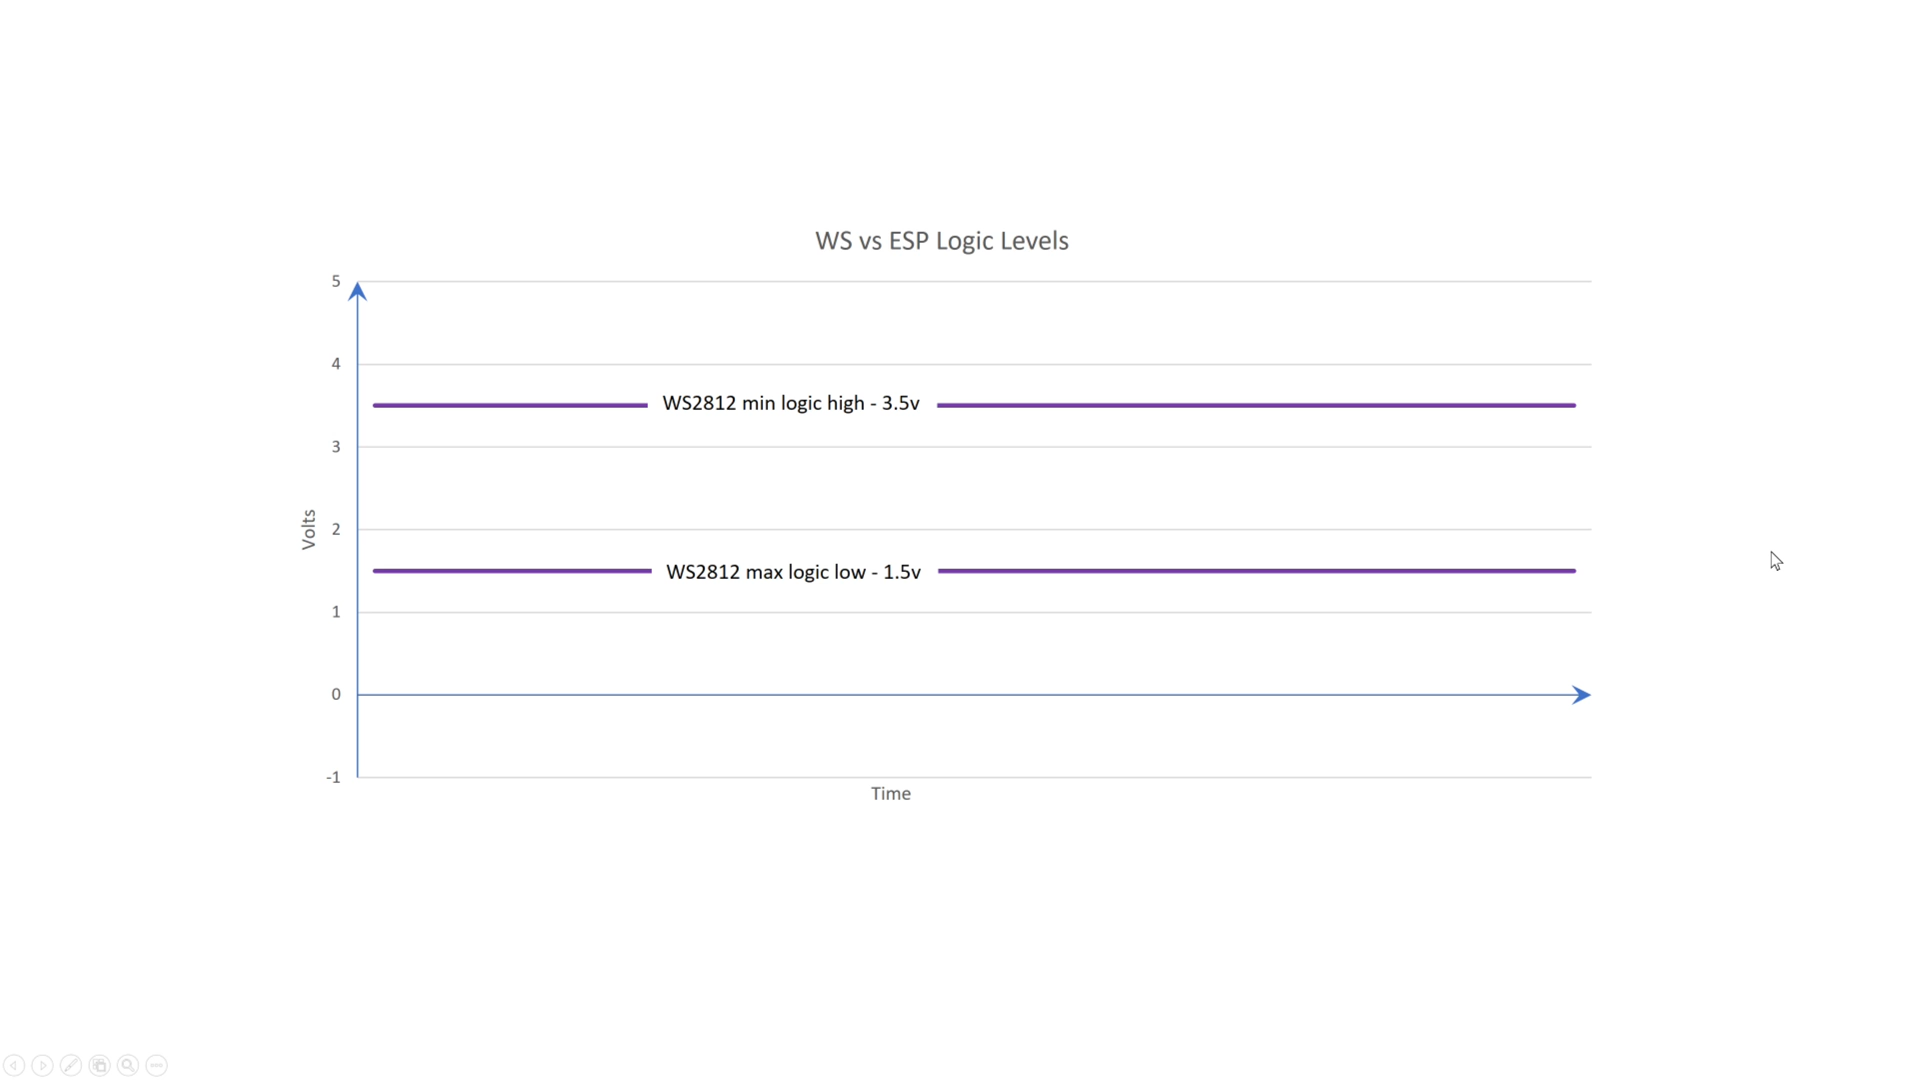 WS vs ESP Logic Levels
5
4
WS2812 min logic high - 3.5v
3
Volts
2
WS2812 max logic low - 1.5v
1
0
-1
Time